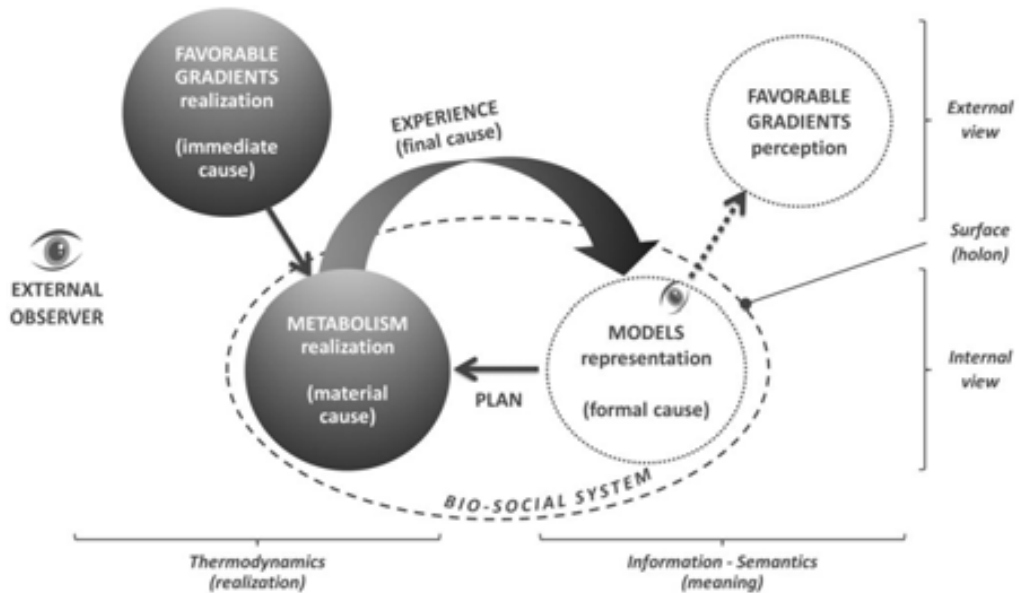 FAVORABLE
GRADIENTS
realization
(immediate
cause)
EXPERIENCE
(final cause)
FAVORABLE
GRADIENTS
perception
External
view
Surface
(holon)
EXTERNAL
OBSERVER
METABOLISM
realization
(material
cause)
PLAN
MODELS
representation
(formal cause)
Internal
view
BIO-SOCIAL SYSTEM
Thermodynamics
(realization)
Information - Semantics
(meaning)